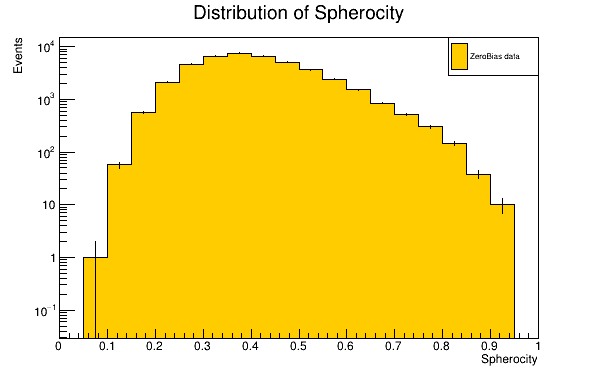 Distribution of Spherocity
Events
ZeroBias data
10⁴
10³
10²
10
1
10⁻¹
0 0.1 0.2 0.3 0.4 0.5 0.6 0.7 0.8 0.9 1
Spherocity